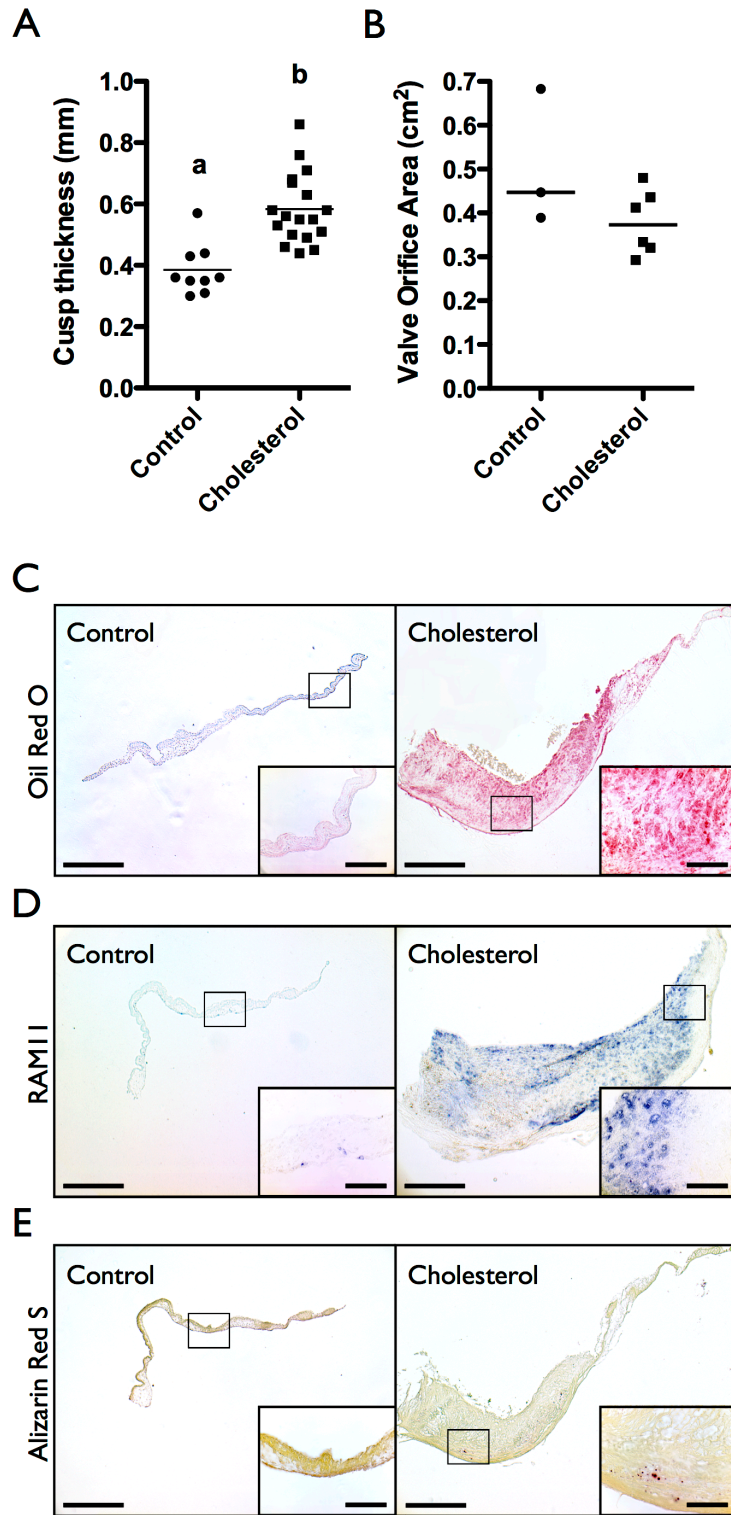 A
b
a
Cusp thickness (mm)
1.0
0.8
0.6
0.4
0.2
0.0
Control
Cholesterol
B
Valve Orifice Area (cm²)
0.7
0.6
0.5
0.4
0.3
0.2
0.1
0.0
Control
Cholesterol
C
Oil Red O
Control
Cholesterol
D
RAM11
Control
Cholesterol
E
Alizarin Red S
Control
Cholesterol